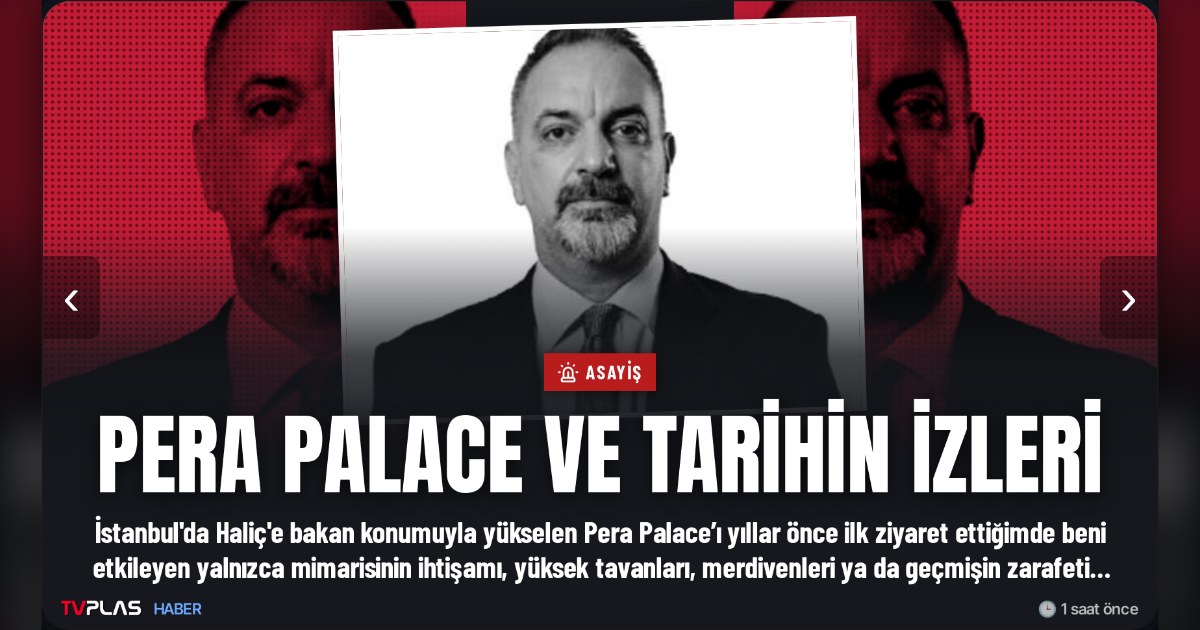 ASAYİŞ
PERA PALACE VE TARİHİN İZLERİ
İstanbul'da Haliç'e bakan konumuyla yükselen Pera Palace’ı yıllar önce ilk ziyaret ettiğimde beni
etkileyen yalnızca mimarisinin ihtişamı, yüksek tavanları, merdivenleri ya da geçmişin zarafeti...
TVPLAS HABER
1 saat önce